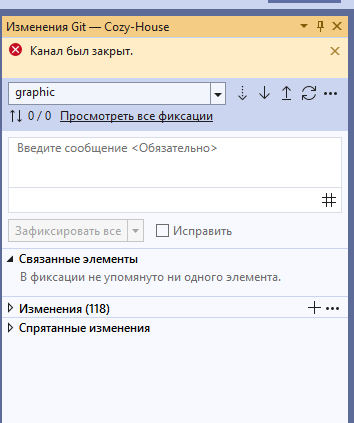 Изменения Git — Cozy-House
Канал был закрыт.
graphic
0 / 0 Просмотреть все фиксации
Введите сообщение <Обязательно>
Зафиксировать все Исправить
Связанные элементы
В фиксации не упомянуто ни одного элемента.
Изменения (118)
Спрятанные изменения